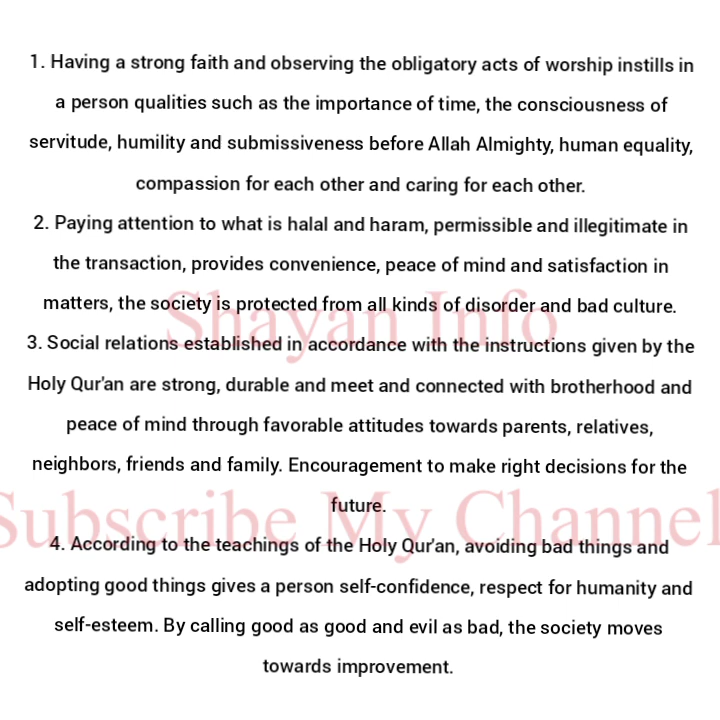 1. Having a strong faith and observing the obligatory acts of worship instills in
a person qualities such as the importance of time, the consciousness of
servitude, humility and submissiveness before Allah Almighty, human equality,
compassion for each other and caring for each other.
2. Paying attention to what is halal and haram, permissible and illegitimate in
the transaction, provides convenience, peace of mind and satisfaction in
matters, the society is protected from all kinds of disorder and bad culture.
Shayan Info
3. Social relations established in accordance with the instructions given by the
Holy Qur'an are strong, durable and meet and connected with brotherhood and
peace of mind through favorable attitudes towards parents, relatives,
neighbors, friends and family. Encouragement to make right decisions for the
future.
Subscribe My Channel
4. According to the teachings of the Holy Qur'an, avoiding bad things and
adopting good things gives a person self-confidence, respect for humanity and
self-esteem. By calling good as good and evil as bad, the society moves
towards improvement.